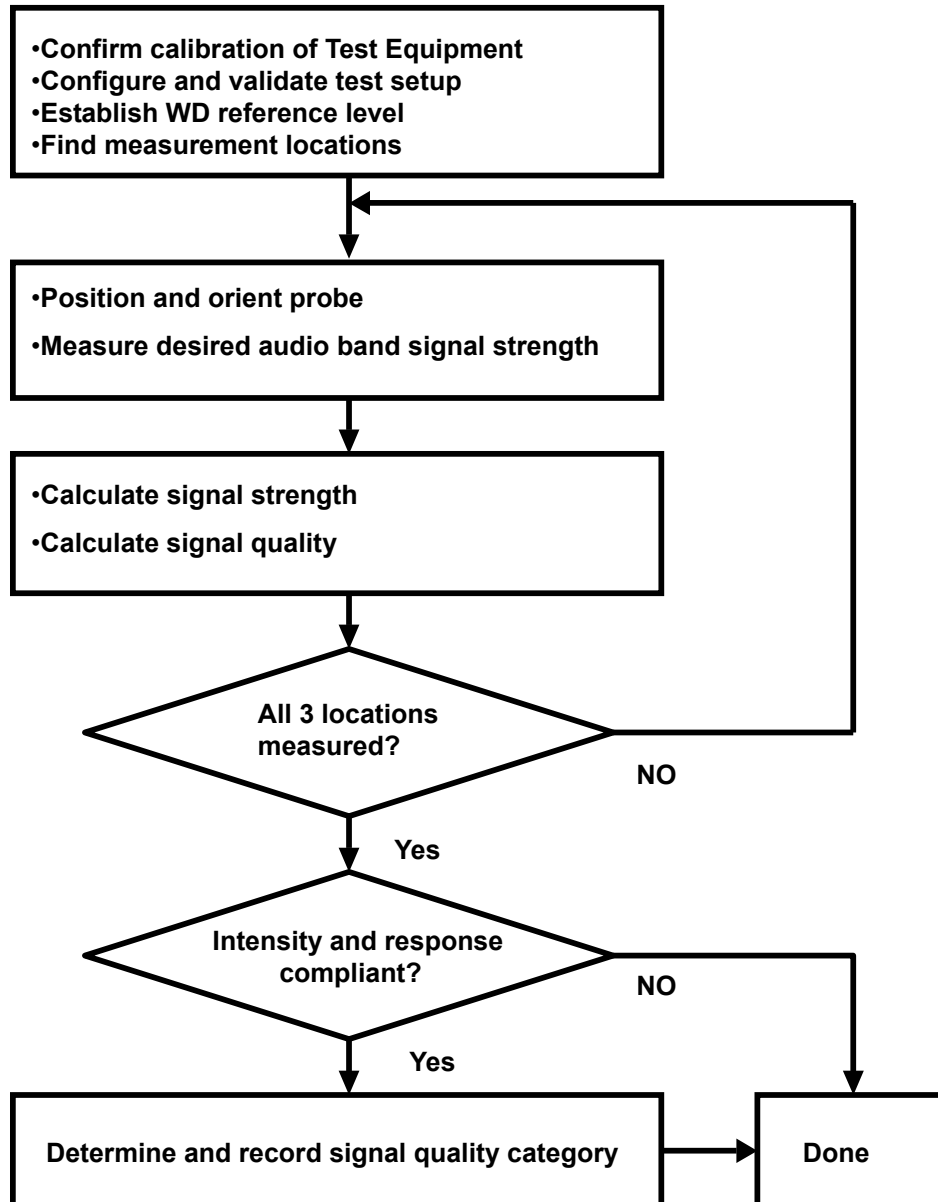 •Confirm calibration of Test Equipment
•Configure and validate test setup
•Establish WD reference level
•Find measurement locations
•Position and orient probe
•Measure desired audio band signal strength
•Calculate signal strength
•Calculate signal quality
All 3 locations
measured?
NO
Yes
Intensity and response
compliant?
NO
Yes
Determine and record signal quality category
Done